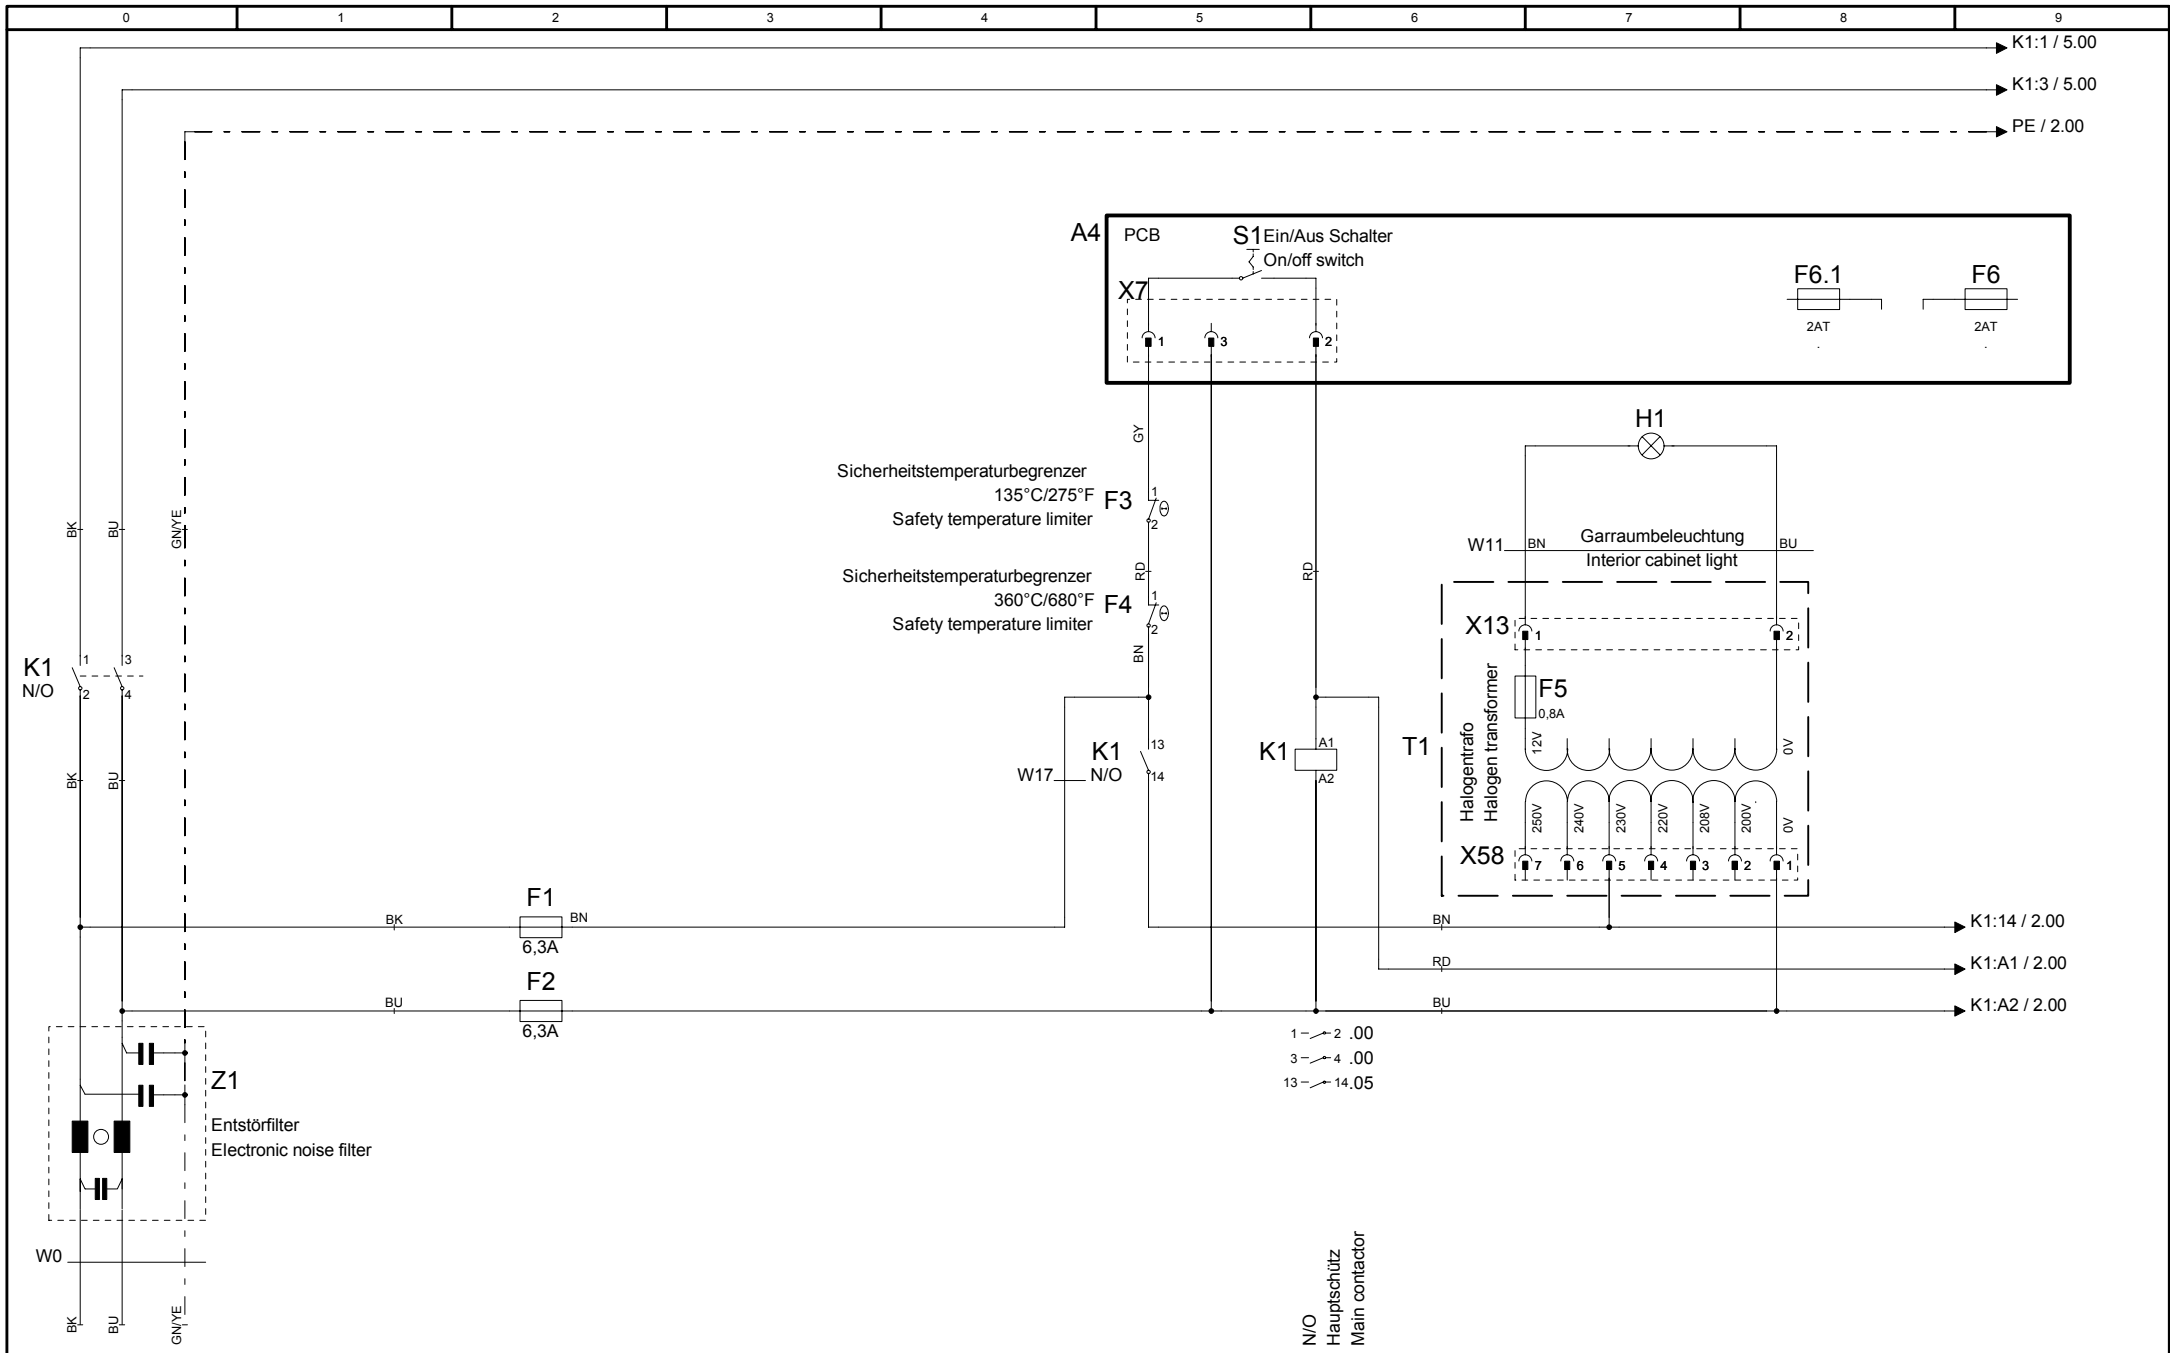 0 1 2 3 4 5 6 7 8 9
K1:1 / 5.00
K1:3 / 5.00
PE / 2.00
A4 PCB
S1 Ein/Aus Schalter
On/off switch
X7
1 3 2
F6.1
2AT
F6
2AT
GY
Sicherheitstemperaturbegrenzer
135°C/275°F
Safety temperature limiter
F3
1
2
RD
Sicherheitstemperaturbegrenzer
360°C/680°F
Safety temperature limiter
F4
1
2
BN
RD
H1
W11 BN BU
Garraumbeleuchtung
Interior cabinet light
X13
1 2
F5
0,8A
T1
Halogentrafo
Halogen transformer
12V 0V
250V 240V 230V 220V 208V 200V 0V
X58
7 6 5 4 3 2 1
BK BU GN/YE
K1
N/O
1 3
2 4
BK BU
W17
K1
N/O
13
14
K1
A1
A2
BK F1 BN
6,3A
BN K1:14 / 2.00
RD K1:A1 / 2.00
BU F2
6,3A
BU K1:A2 / 2.00
1 2 .00
3 4 .00
13 14 .05
Z1
Entstörfilter
Electronic noise filter
W0
BK BU GN/YE
N/O
Hauptschütz
Main contactor